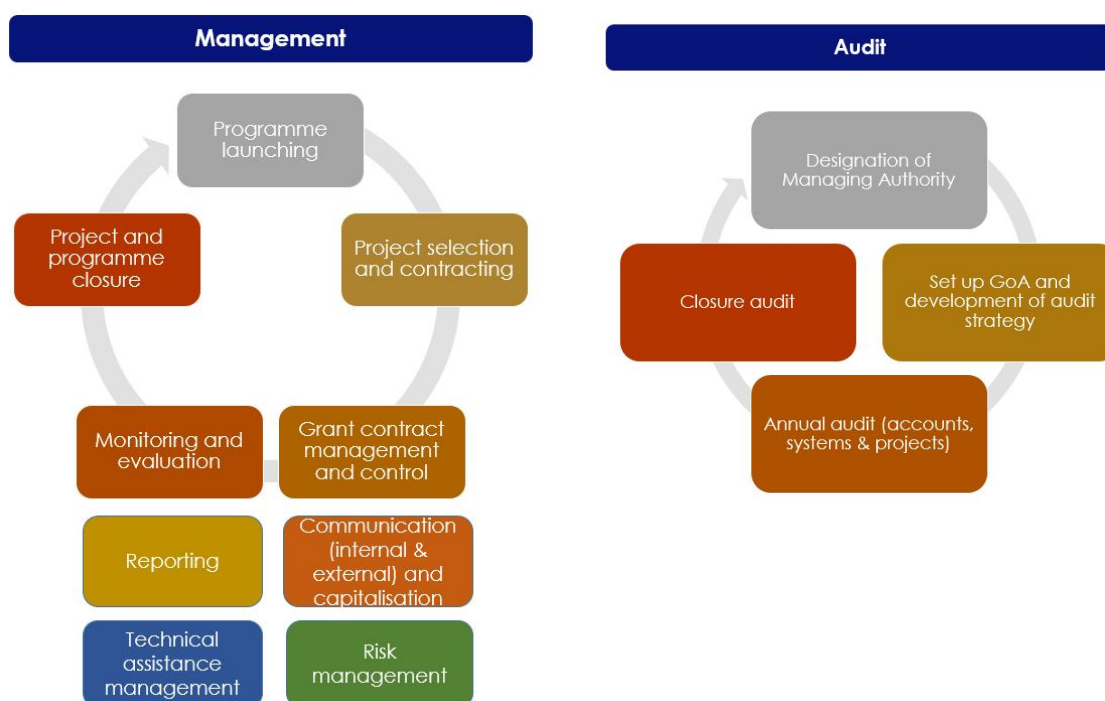 Management
Programme
launching
Project selection
and contracting
Grant contract
management
and control
Monitoring and
evaluation
Project and
programme
closure
Reporting
Communication
(internal &
external) and
capitalisation
Technical
assistance
management
Risk
management
Audit
Designation of
Managing Authority
Set up GoA and
development of audit
strategy
Annual audit (accounts,
systems & projects)
Closure audit